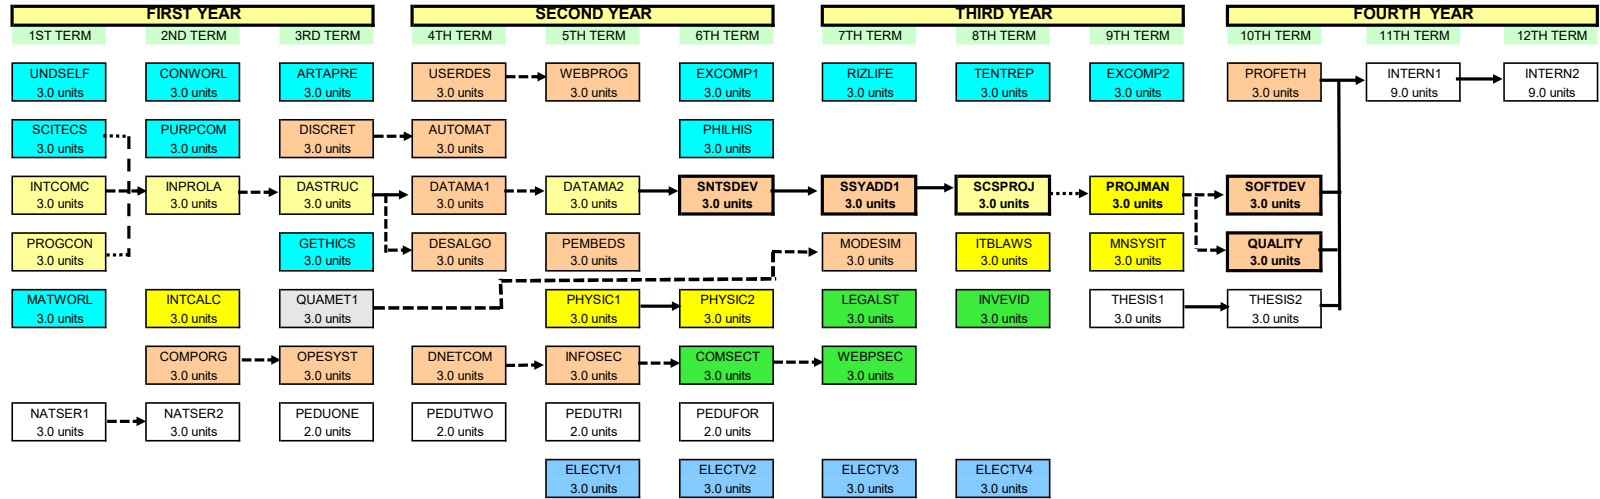 FIRST YEAR SECOND YEAR THIRD YEAR FOURTH YEAR
1ST TERM 2ND TERM 3RD TERM 4TH TERM 5TH TERM 6TH TERM 7TH TERM 8TH TERM 9TH TERM 10TH TERM 11TH TERM 12TH TERM
UNDSELF CONWORL ARTAPRE USERDES WEBPROG EXCOMP1 RIZLIFE TENTREP EXCOMP2 PROFETH INTERN1 INTERN2
3.0 units 3.0 units 3.0 units 3.0 units 3.0 units 3.0 units 3.0 units 3.0 units 3.0 units 3.0 units 9.0 units 9.0 units
SCITECS PURPCOM DISCRET AUTOMAT PHILHIS
3.0 units 3.0 units 3.0 units 3.0 units 3.0 units
INTCOMC INPROLA DASTRUC DATAMA1 DATAMA2 SNTSDEV SSYADD1 SCSPROJ PROJMAN SOFTDEV
3.0 units 3.0 units 3.0 units 3.0 units 3.0 units 3.0 units 3.0 units 3.0 units 3.0 units 3.0 units
PROGCON GETHICS DESALGO PEMBEDS MODESIM ITBLAWS MNSYSIT QUALITY
3.0 units 3.0 units 3.0 units 3.0 units 3.0 units 3.0 units 3.0 units 3.0 units
MATWORL INTCALC QUAMET1 PHYSIC1 PHYSIC2 LEGALST INVEVID THESIS1 THESIS2
3.0 units 3.0 units 3.0 units 3.0 units 3.0 units 3.0 units 3.0 units 3.0 units 3.0 units
COMPORG OPESYST DNETCOM INFOSEC COMSECT WEBPSEC
3.0 units 3.0 units 3.0 units 3.0 units 3.0 units 3.0 units
NATSER1 NATSER2 PEDUONE PEDUTWO PEDUTRI PEDUFOR
3.0 units 3.0 units 2.0 units 2.0 units 2.0 units 2.0 units
ELECTV1 ELECTV2 ELECTV3 ELECTV4
3.0 units 3.0 units 3.0 units 3.0 units